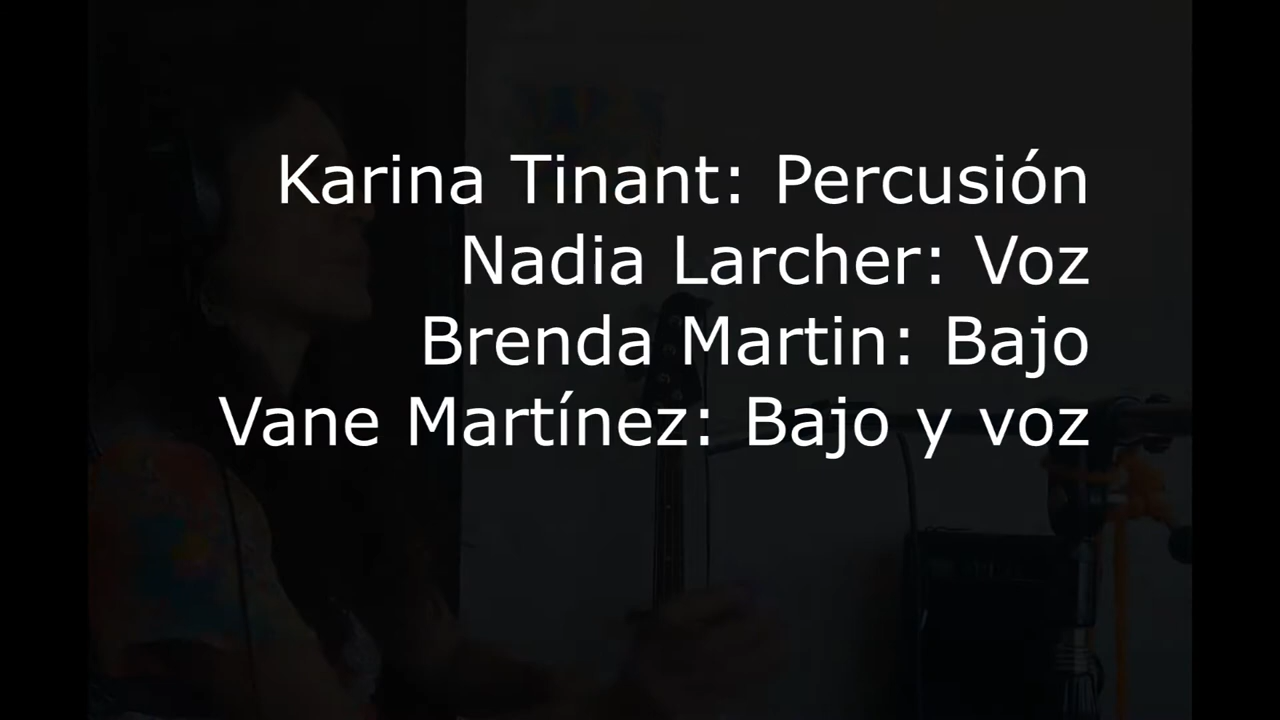 Karina Tinant: Percusión
Nadia Larcher: Voz
Brenda Martin: Bajo
Vane Martínez: Bajo y voz